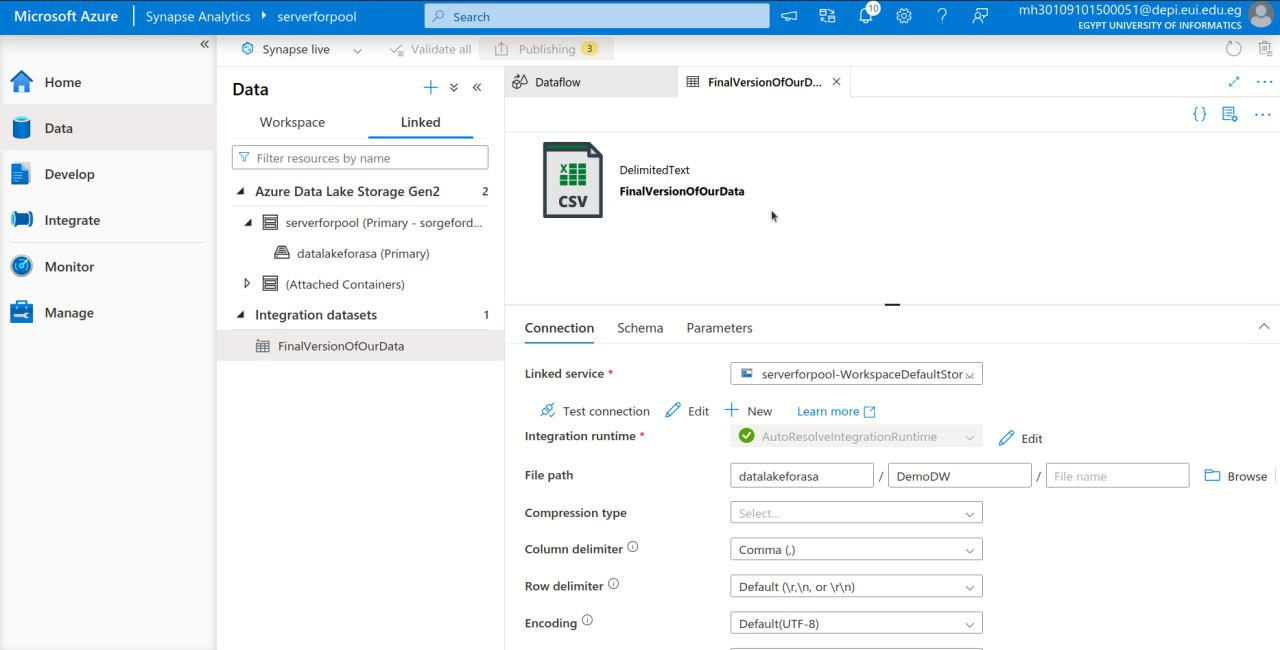 Microsoft Azure
Synapse Analytics
serverforpool
Search
10
mh30109101500051@depi.eui.edu.eg
EGYPT UNIVERSITY OF INFORMATICS
Synapse live
Validate all
Publishing
3
Home
Data
Develop
Integrate
Monitor
Manage
Data
Workspace
Linked
Filter resources by name
Azure Data Lake Storage Gen2
2
serverforpool (Primary - sorgeford...
datalakeforasa (Primary)
(Attached Containers)
Integration datasets
1
FinalVersionOfOurData
Dataflow
FinalVersionOfOurD...
{}
X
CSV
DelimitedText
FinalVersionOfOurData
Connection
Schema
Parameters
Linked service *
serverforpool-WorkspaceDefaultStor
Test connection
Edit
New
Learn more
Integration runtime *
AutoResolveIntegrationRuntime
Edit
File path
datalakeforasa
/
DemoDW
/
File name
Browse
Compression type
Select...
Column delimiter
Comma (,)
Row delimiter
Default (\r,\n, or \r\n)
Encoding
Default(UTF-8)